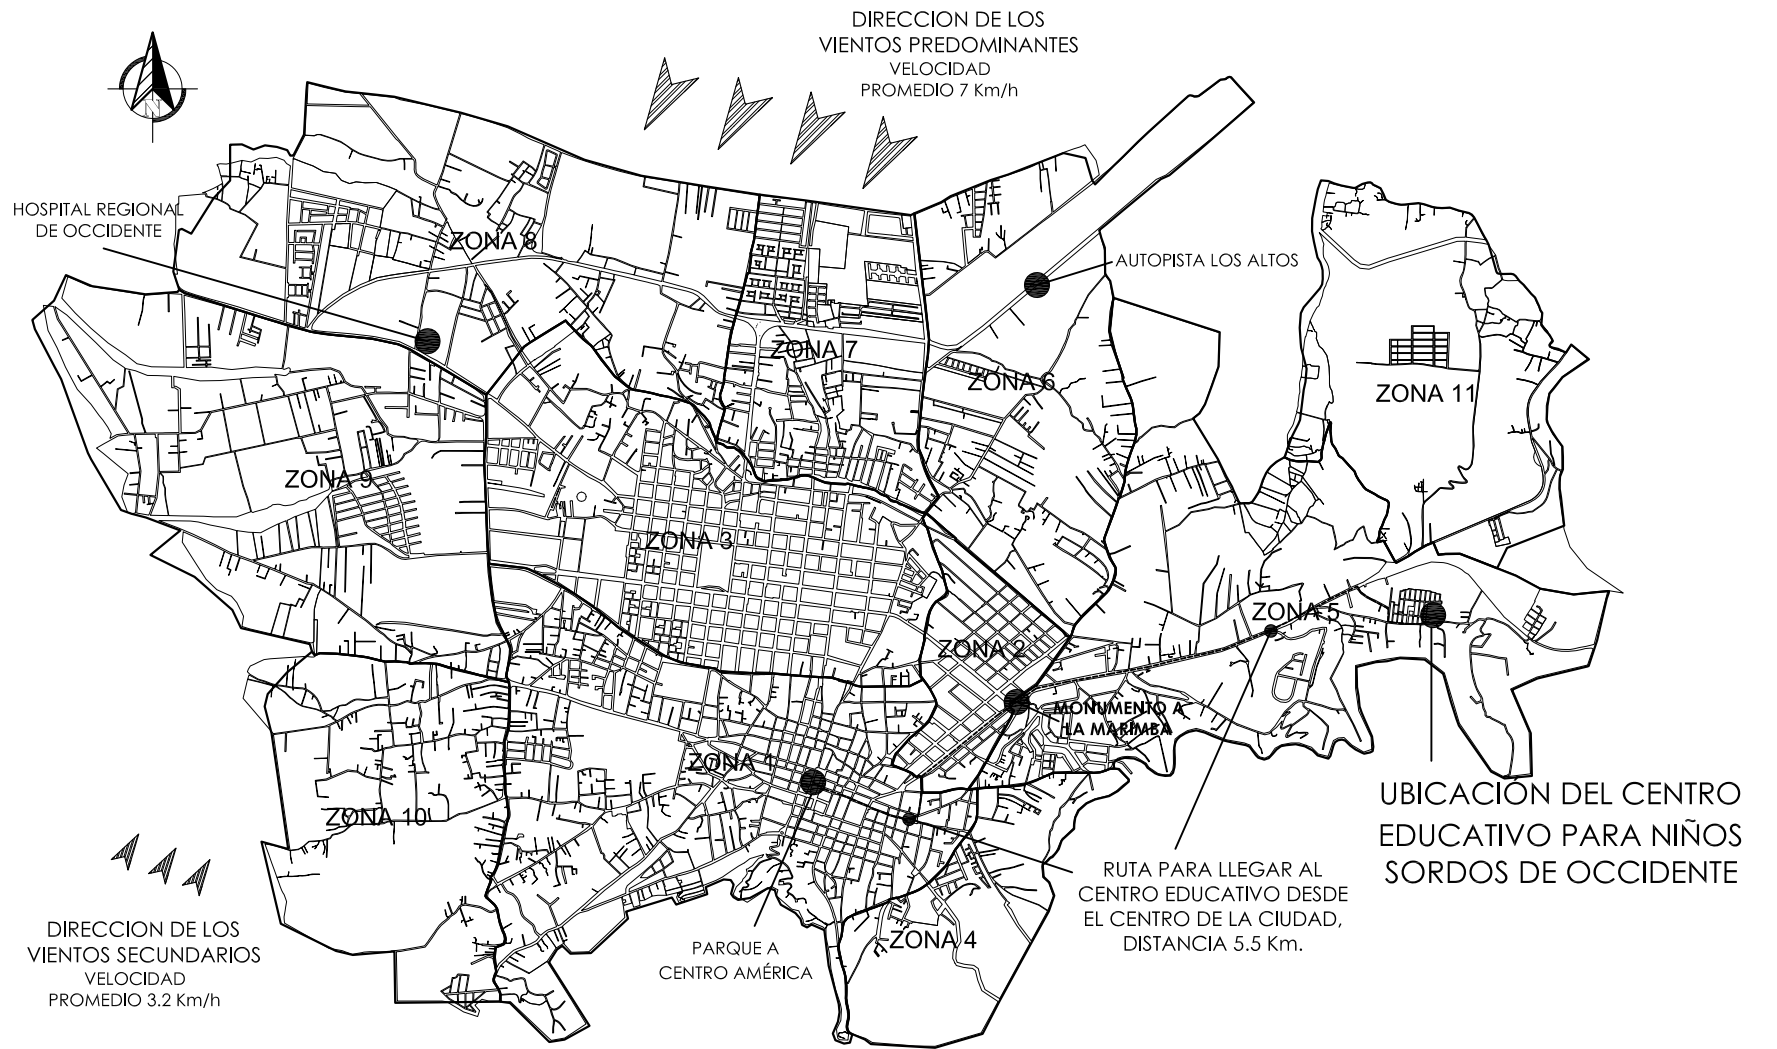 DIRECCION DE LOS
VIENTOS PREDOMINANTES
VELOCIDAD
PROMEDIO 7 Km/h
N
HOSPITAL REGIONAL
DE OCCIDENTE
ZONA 8
AUTOPISTA LOS ALTOS
ZONA 7
ZONA 6
ZONA 11
ZONA 9
ZONA 3
ZONA 5
ZONA 2
MONUMENTO A
LA MARIMBA
ZONA 1
ZONA 10
UBICACIÓN DEL CENTRO
EDUCATIVO PARA NIÑOS
SORDOS DE OCCIDENTE
RUTA PARA LLEGAR AL
CENTRO EDUCATIVO DESDE
EL CENTRO DE LA CIUDAD,
DISTANCIA 5.5 Km.
ZONA 4
PARQUE A
CENTRO AMÉRICA
DIRECCION DE LOS
VIENTOS SECUNDARIOS
VELOCIDAD
PROMEDIO 3.2 Km/h